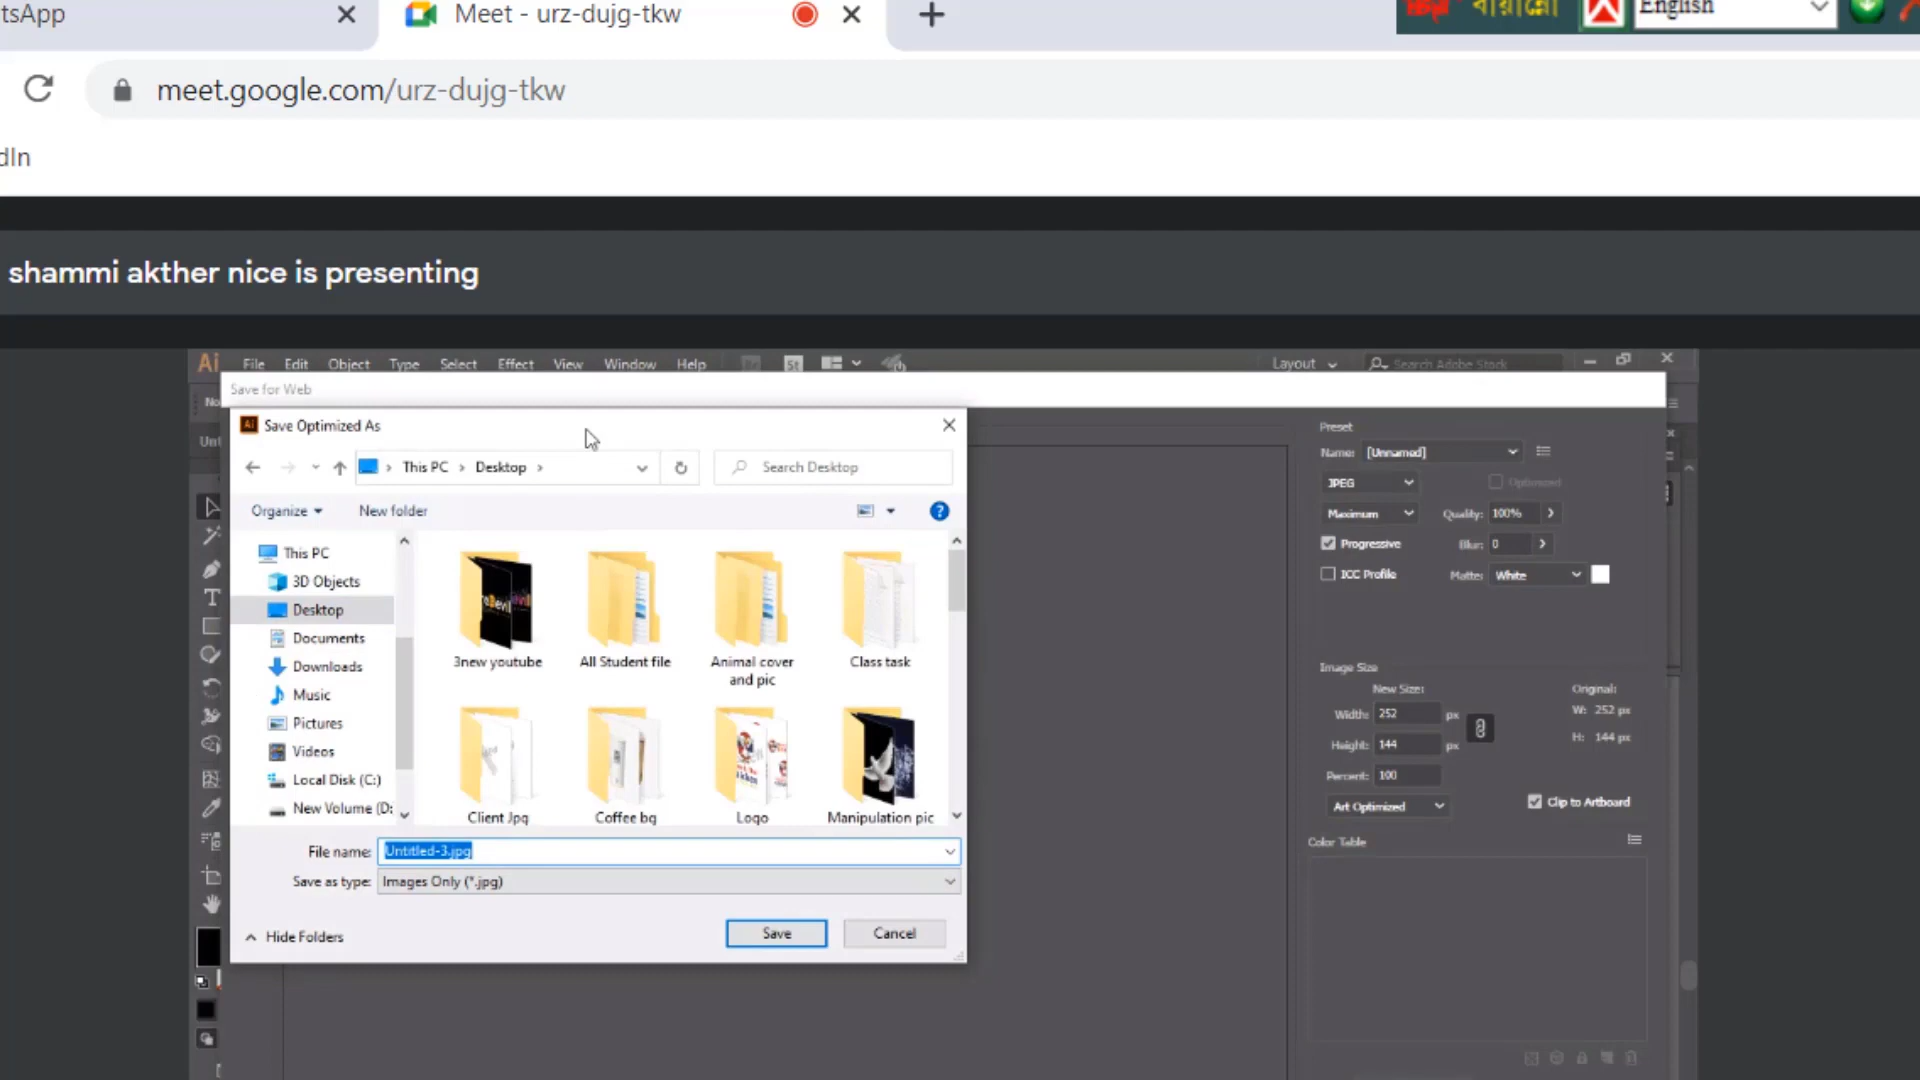 tsApp
Meet - urz-dujg-tkw
English
meet.google.com/urz-dujg-tkw
dIn
shammi akther nice is presenting
Ai File Edit Object Type Select Effect View Window Help St Layout Search Adobe Stock
Save for Web
Save Optimized As
This PC Desktop
Search Desktop
Organize
New folder
This PC
3D Objects
Desktop
Documents
Downloads
Music
Pictures
Videos
Local Disk (C:)
New Volume (D:
3new youtube
All Student file
Animal cover
and pic
Class task
Client Jpg
Coffee bg
Logo
Manipulation pic
File name: Untitled-3.jpg
Save as type: Images Only (*.jpg)
Hide Folders
Save
Cancel
Preset
Name: [Unnamed]
JPEG
Optimized
Maximum
Quality: 100%
Progressive
Blur: 0
ICC Profile
Matte: White
Image Size
New Size:
Original:
Width: 252 px
W: 252 px
Height: 144 px
H: 144 px
Percent: 100
Art Optimized
Clip to Artboard
Color Table